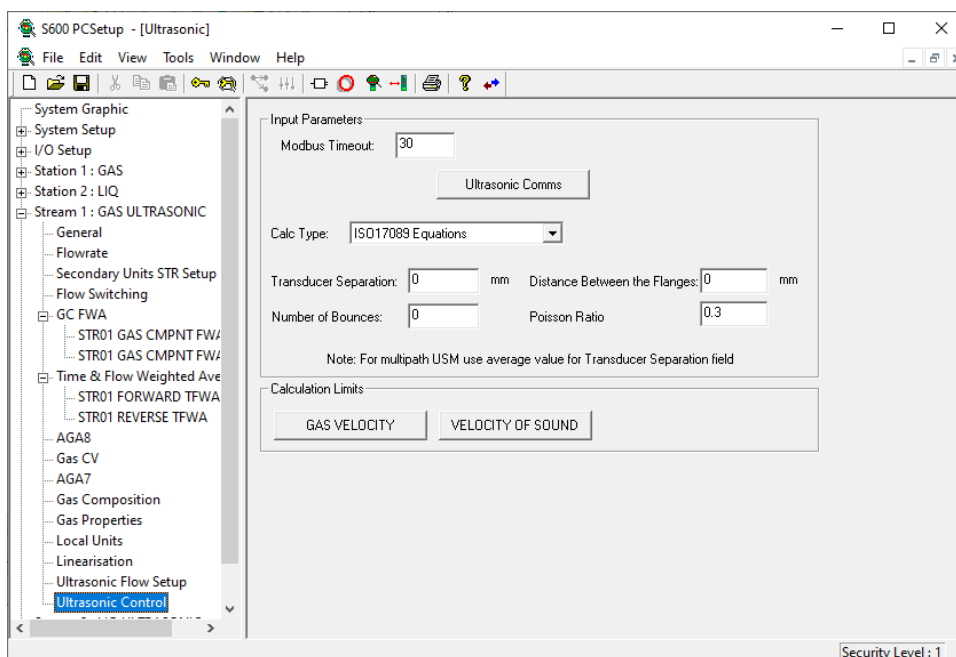 S600 PCSetup - [Ultrasonic]
File Edit View Tools Window Help
System Graphic
System Setup
I/O Setup
Station 1 : GAS
Station 2 : LIQ
Stream 1 : GAS ULTRASONIC
General
Flowrate
Secondary Units STR Setup
Flow Switching
GC FWA
STR01 GAS CMPNT FWA
STR01 GAS CMPNT FWA
Time & Flow Weighted Ave
STR01 FORWARD TFWA
STR01 REVERSE TFWA
AGA8
Gas CV
AGA7
Gas Composition
Gas Properties
Local Units
Linearisation
Ultrasonic Flow Setup
Ultrasonic Control
Input Parameters
Modbus Timeout: 30
Ultrasonic Comms
Calc Type: ISO17089 Equations
Transducer Separation: 0 mm Distance Between the Flanges: 0 mm
Number of Bounces: 0 Poisson Ratio 0.3
Note: For multipath USM use average value for Transducer Separation field
Calculation Limits
GAS VELOCITY VELOCITY OF SOUND
Security Level : 1